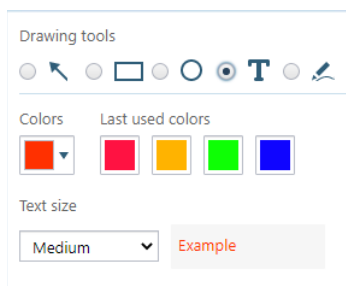 Drawing tools
T
Colors Last used colors
Text size
Medium Example